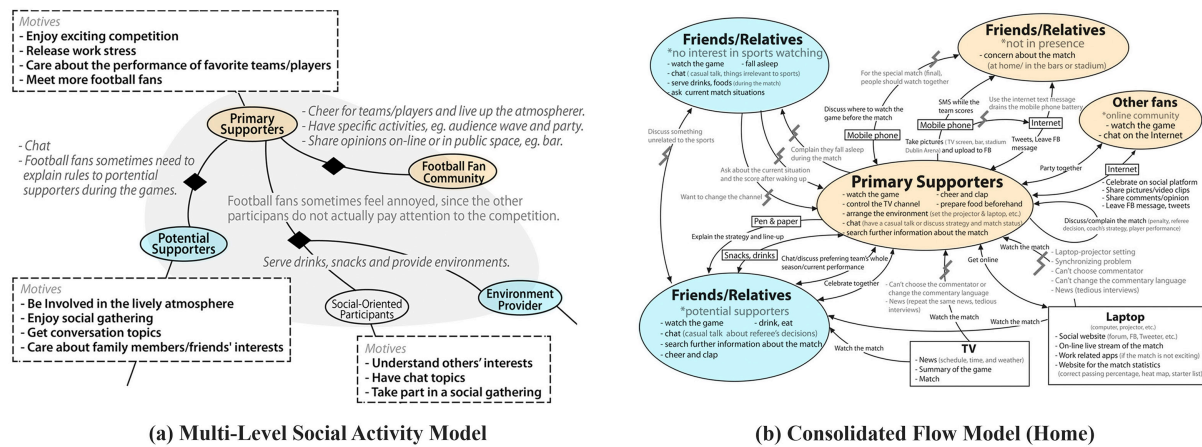 Motives
- Enjoy exciting competition
- Release work stress
- Care about the performance of favorite teams/players
- Meet more football fans
Primary
Supporters
- Cheer for teams/players and live up the atmospherer.
- Have specific activities, eg. audience wave and party.
- Share opinions on-line or in public space, eg. bar.
- Chat
- Football fans sometimes need to
explain rules to portential
supporters during the games.
Football Fan
Community
Football fans sometimes feel annoyed, since the other
particpans do not actually pay attention to the competition.
Potential
Supporters
Serve drinks, snacks and provide environments.
Motives
- Be Involved in the lively atmosphere
- Enjoy social gathering
- Get conversation topics
- Care about family members/friends' interests
Social-Oriented
Participants
Environment
Provider
Motives
- Understand others' interests
- Have chat topics
- Take part in a social gathering
(a) Multi-Level Social Activity Model
Friends/Relatives
*no interest in sports watching
- watch the game - fall asleep
- chat (casual talk, things irrelevant to sports)
- serve drinks, foods (during the match)
- ask current match situations
Friends/Relatives
*not in presence
- concern about the match
(at home/ in the bars or stadium)
For the special match (final),
people should watch together
Other fans
*online community
- watch the game
- chat on the Internet
Discuss where to watch the
game before the match
Mobile phone
SMS while the
team scores
Mobile phone
Use the internet text message
drains the mobile phone battery
Internet
Take pictures (TV screen, bar, stadium
Dublin Arena) and upload to FB
Tweets, Leave FB
message
Discuss something
unrelated to the sports
Complain they fall asleep
during the match
Ask about the current situation
and the score after waking up
Want to change the channel
Party together
Internet
- Celebrate on social platform
- Share pictures/video clips
- Share comments/opinion
- Leave FB message, tweets
Primary Supporters
- watch the game - cheer and clap
- control the TV channel - prepare food beforehand
- arrange the environment (set the projector & laptop, etc.)
- chat (have a casual talk or discuss strategy and match status)
- search further information about the match
Discuss/complain the match (penalty, referee
decision, coach's strategy, player performance)
Pen & paper
Explain the strategy and line-up
Snacks, drinks
Chat/discuss preferring team's whole
season/current performance
Celebrate together
Watch the match
Get online
Watch the match
- Laptop-projector setting
- Synchronizing problem
- Can't choose commentator
- Can't change the commentary language
- News (tedious interviews)
- Can't choose the commentator or
change the commentary language
- News (repeat the same news, tedious
interviews)
Friends/Relatives
*potential supporters
- watch the game - drink, eat
- chat (casual talk about referee's decisions)
- search further information about the match
- cheer and clap
Watch the match
Watch the match
Watch the match
TV
- News (schedule, time, and weather)
- Summary of the game
- Match
Laptop
(computer, projector, etc.)
- Social website (forum, FB, Tweeter, etc.)
- On-line live stream of the match
- Work related apps (if the match is not exciting)
- Website for the match statistics
(correct passing percentage, heat map, starter list)
(b) Consolidated Flow Model (Home)